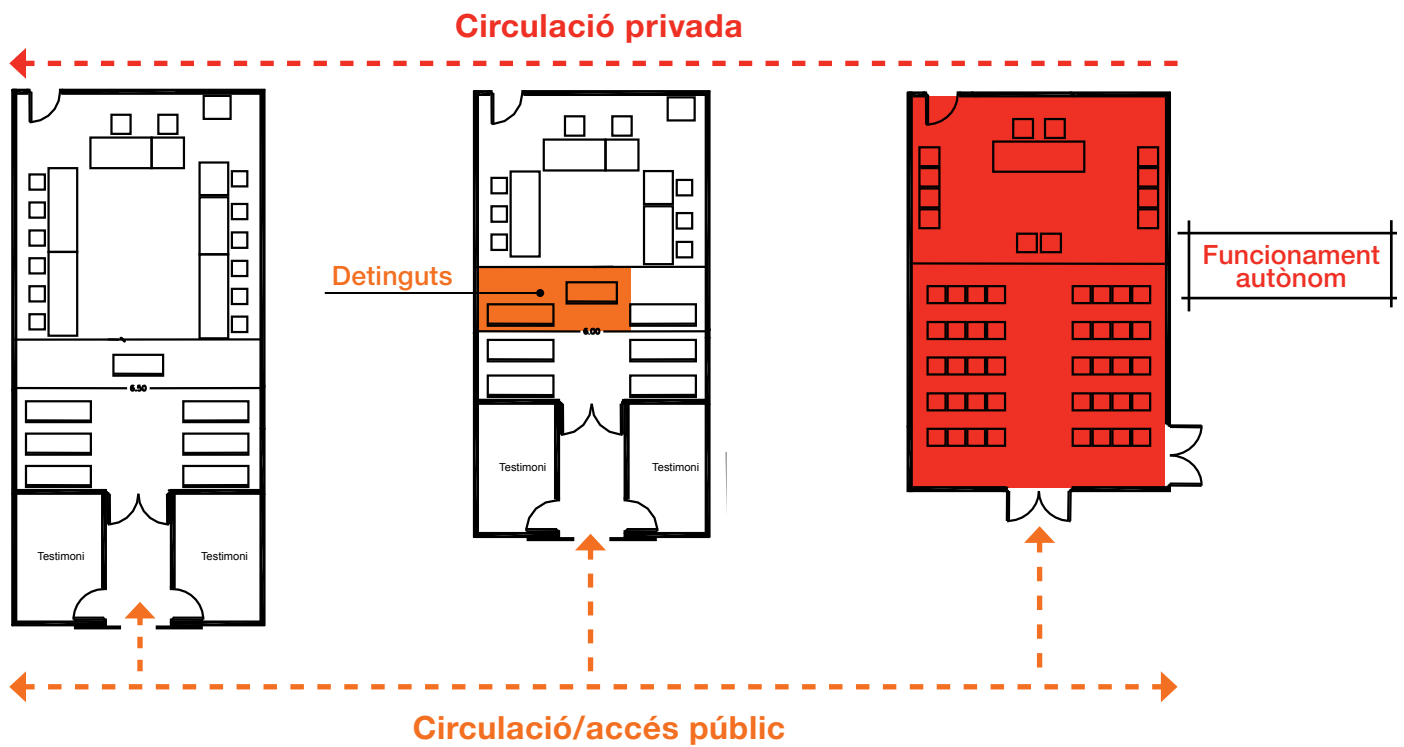 Circulació privada
Detinguts
6.00
Funcionament
autònom
6.50
Testimoni
Testimoni
Testimoni
Testimoni
Circulació/accés públic